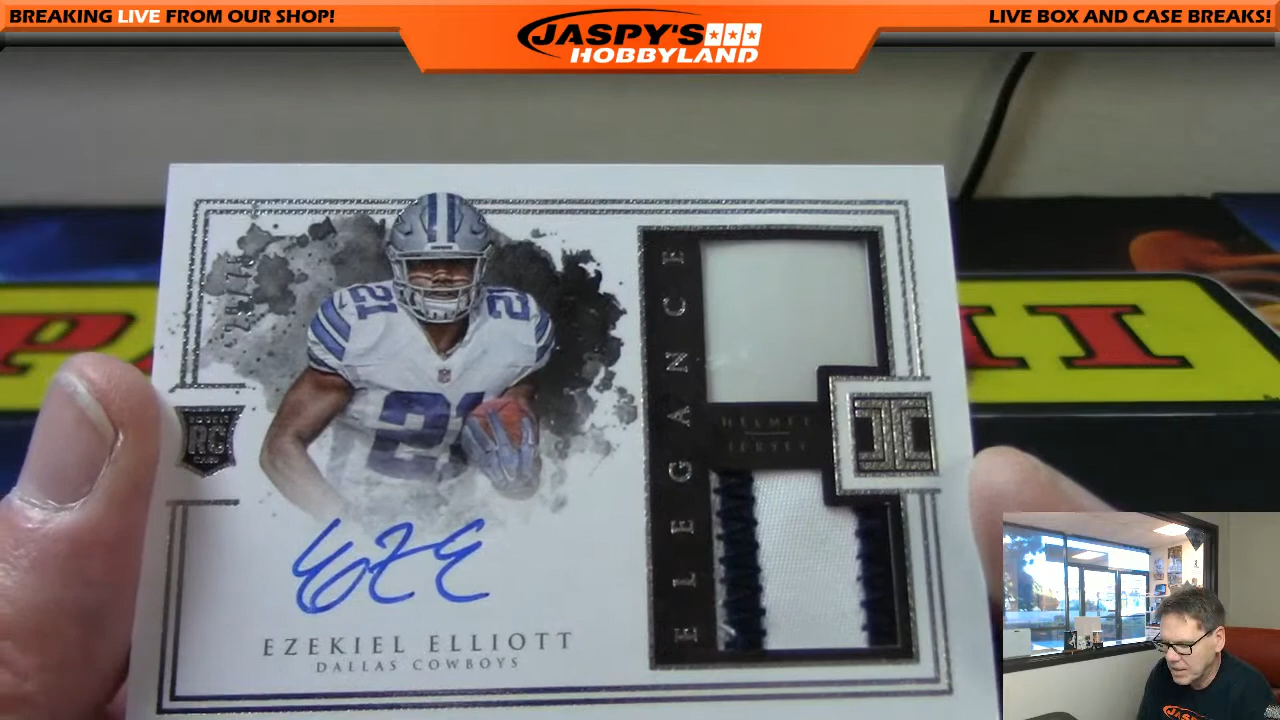 BREAKING LIVE FROM OUR SHOP!
JASPY'S
HOBBYLAND
LIVE BOX AND CASE BREAKS!
21
21
RC
ELEGANCE
HELMET
JERSEY
EZEKIEL ELLIOTT
DALLAS COWBOYS